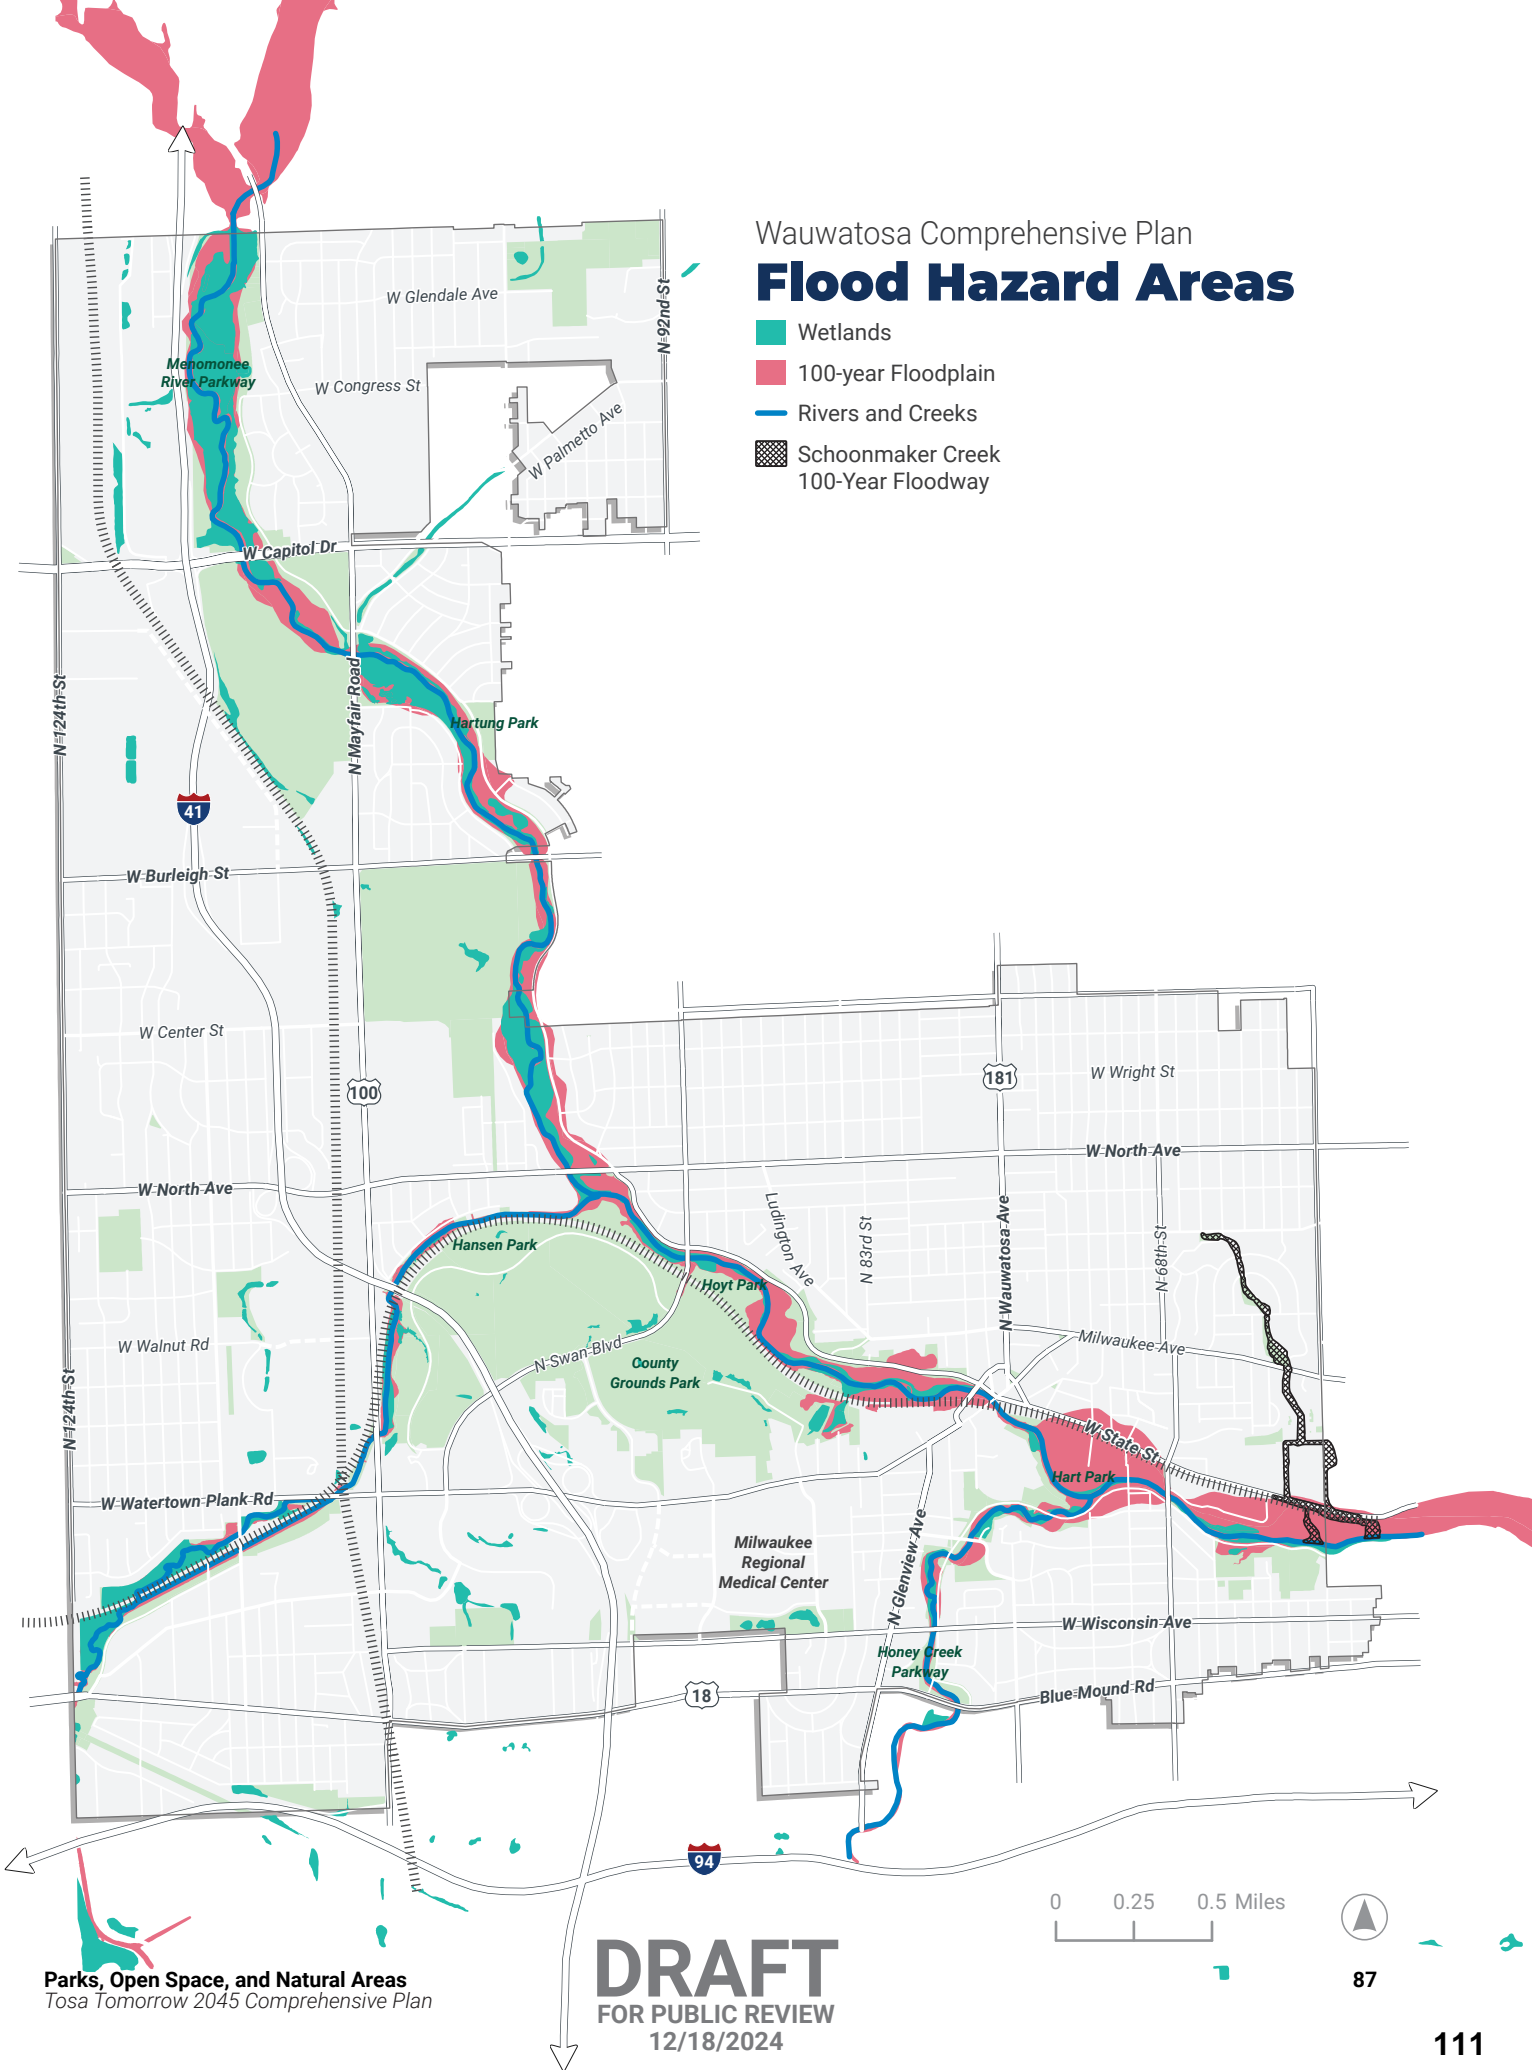 Wauwatosa Comprehensive Plan
Flood Hazard Areas
Wetlands
100-year Floodplain
Rivers and Creeks
Schoonmaker Creek
100-Year Floodway
W Glendale Ave
N 92nd St
Menomonee
River Parkway
W Congress St
W Palmetto Ave
W Capitol Dr
N 124th St
N Mayfair Road
Hartung Park
41
W Burleigh St
W Center St
100
181
W Wright St
W North Ave
W North Ave
Ludington Ave
N 83rd St
N Wauwatosa Ave
N 68th St
Hansen Park
Hoyt Park
W Walnut Rd
N Swan Blvd
Milwaukee Ave
County
Grounds Park
N 124th St
W State St
Hart Park
W Watertown Plank Rd
Milwaukee
Regional
Medical Center
N Glenview Ave
W Wisconsin Ave
Honey Creek
Parkway
18
Blue Mound Rd
94
0 0.25 0.5 Miles
DRAFT
FOR PUBLIC REVIEW
12/18/2024
Parks, Open Space, and Natural Areas
Tosa Tomorrow 2045 Comprehensive Plan
87
111